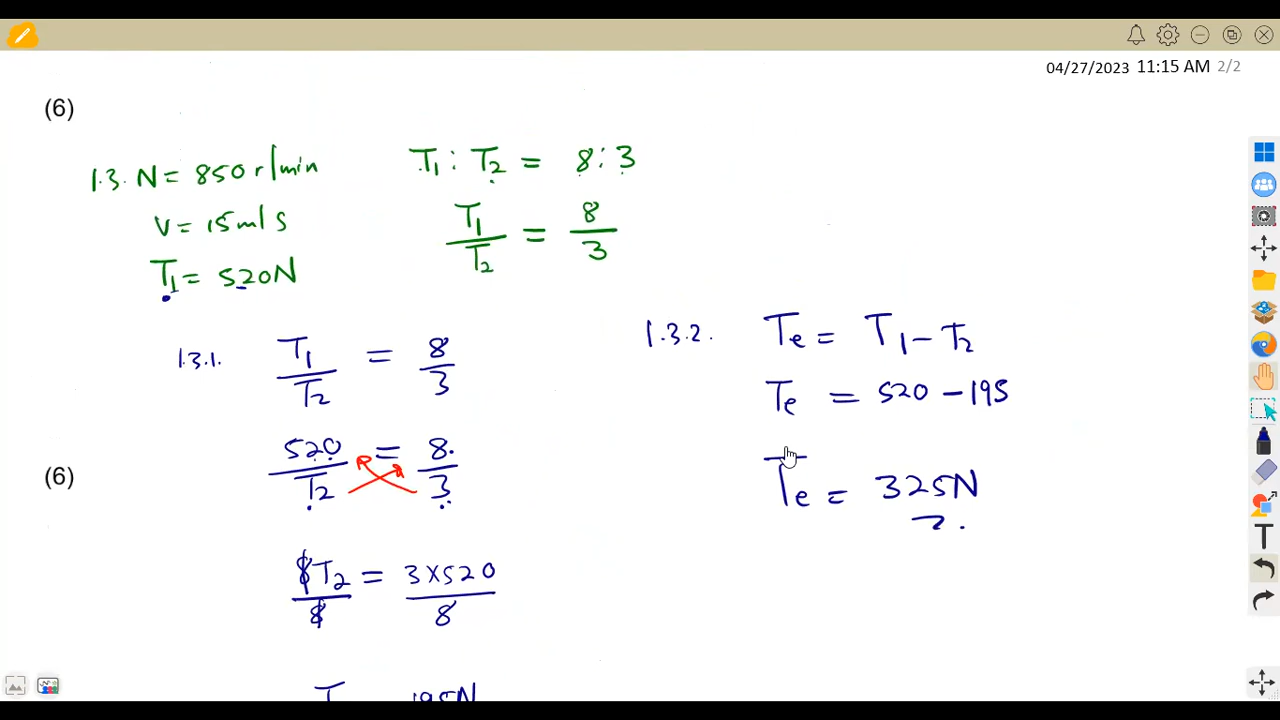 04/27/2023 11:15 AM 2/2
(6)
1.3. N = 850 r/min
V = 15m/s
T1 = 520N
T1 : T2 = 8 : 3
T1/T2 = 8/3
1.3.1. T1/T2 = 8/3
520/T2 = 8/3
(6)
8T2/8 = 3×520/8
T 195N
1.3.2. Te = T1 - T2
Te = 520 - 195
Te = 325N
T